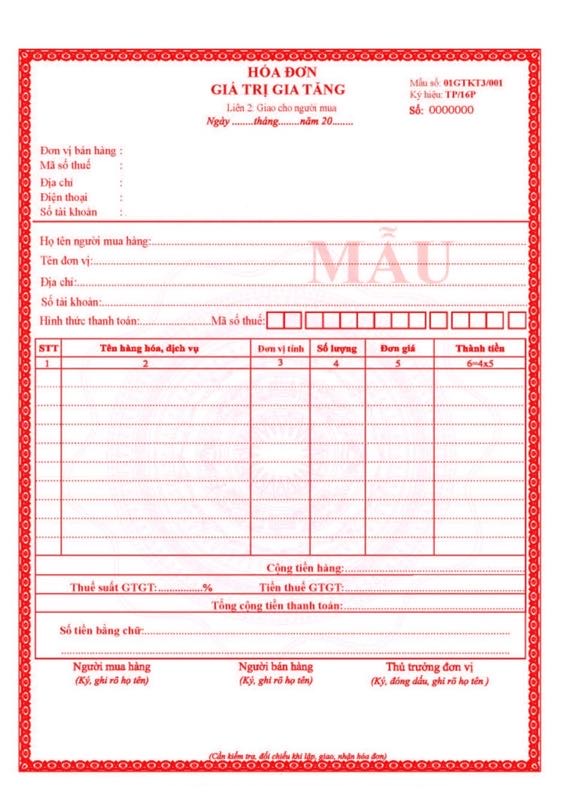 HÓA ĐƠN
GIÁ TRỊ GIA TĂNG
Liên 2: Giao cho người mua
Ngày ........tháng........năm 20........
Mẫu số: 01GTKT3/001
Ký hiệu: TP/16P
Số: 0000000
Đơn vị bán hàng :
Mã số thuế :
Địa chỉ :
Điện thoại :
Số tài khoản :
MẪU
Họ tên người mua hàng:
Tên đơn vị:
Địa chỉ:
Số tài khoản:
Hình thức thanh toán: Mã số thuế:
STT Tên hàng hóa, dịch vụ Đơn vị tính Số lượng Đơn giá Thành tiền
1 2 3 4 5 6=4x5
Cộng tiền hàng:
Thuế suất GTGT:...............% Tiền thuế GTGT:
Tổng cộng tiền thanh toán:
Số tiền bằng chữ:
Người mua hàng Người bán hàng Thủ trưởng đơn vị
(Ký, ghi rõ họ tên) (Ký, ghi rõ họ tên) (Ký, đóng dấu, ghi rõ họ tên )
(Cần kiểm tra, đối chiếu khi lập, giao, nhận hóa đơn)